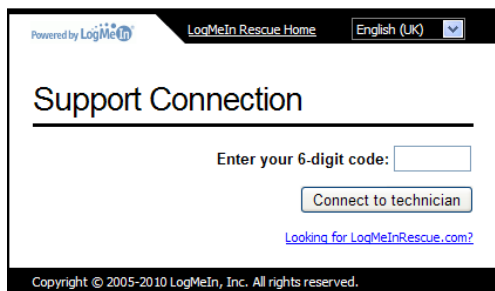 Powered by LogMeIn LogMeIn Rescue Home English (UK)
Support Connection
Enter your 6-digit code:
Connect to technician
Looking for LogMeInRescue.com?
Copyright © 2005-2010 LogMeIn, Inc. All rights reserved.